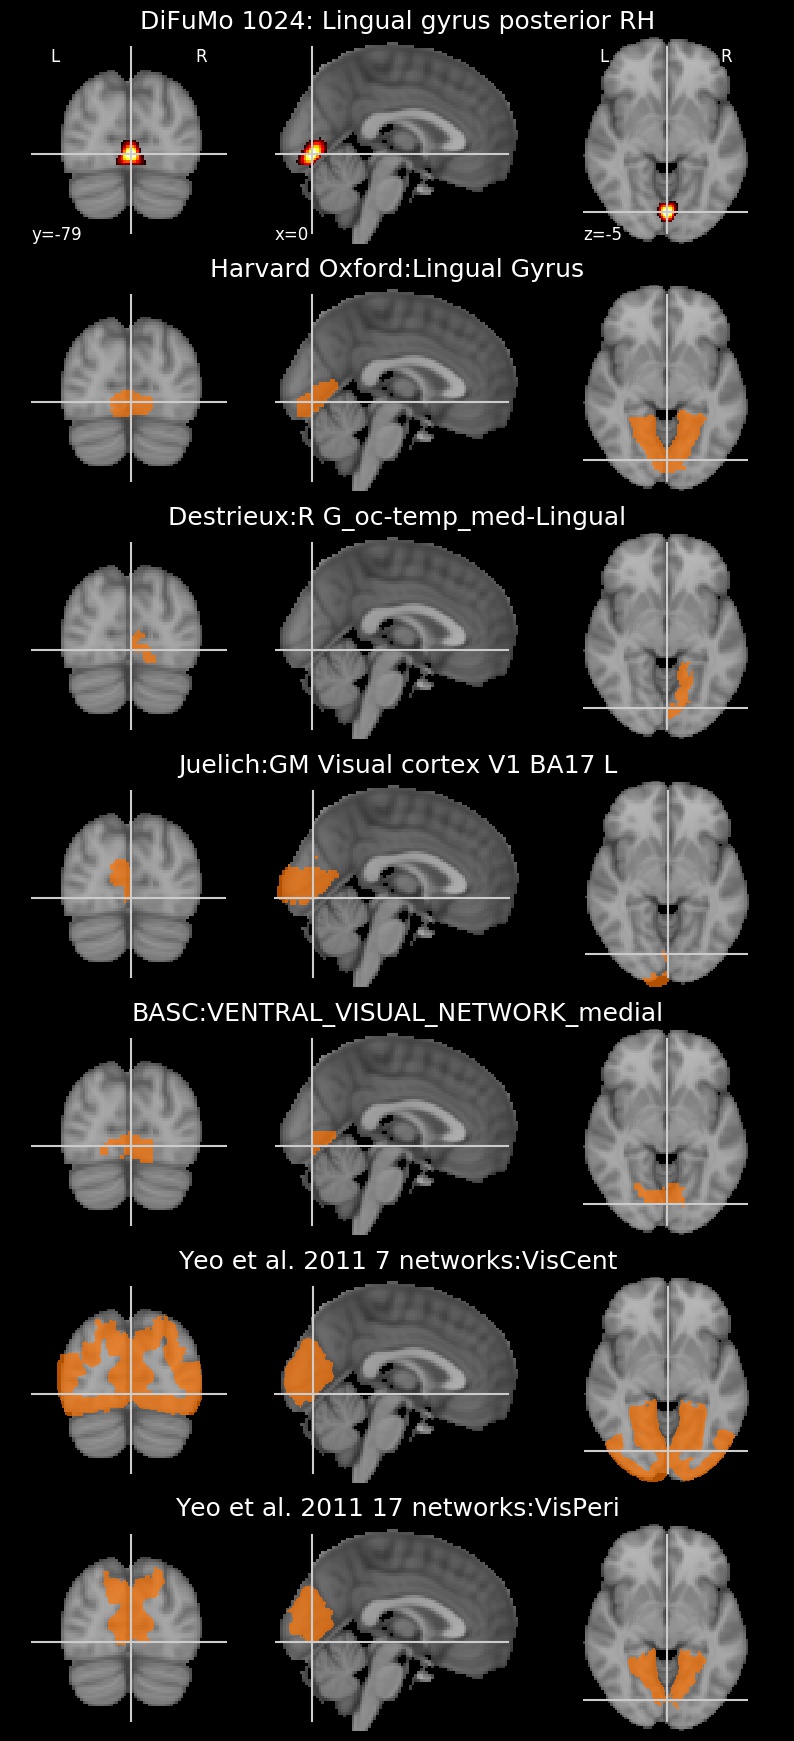 DiFuMo 1024: Lingual gyrus posterior RH
L R L R
y=-79 x=0 z=-5
Harvard Oxford:Lingual Gyrus
Destrieux:R G_oc-temp_med-Lingual
Juelich:GM Visual cortex V1 BA17 L
BASC:VENTRAL_VISUAL_NETWORK_medial
Yeo et al. 2011 7 networks:VisCent
Yeo et al. 2011 17 networks:VisPeri